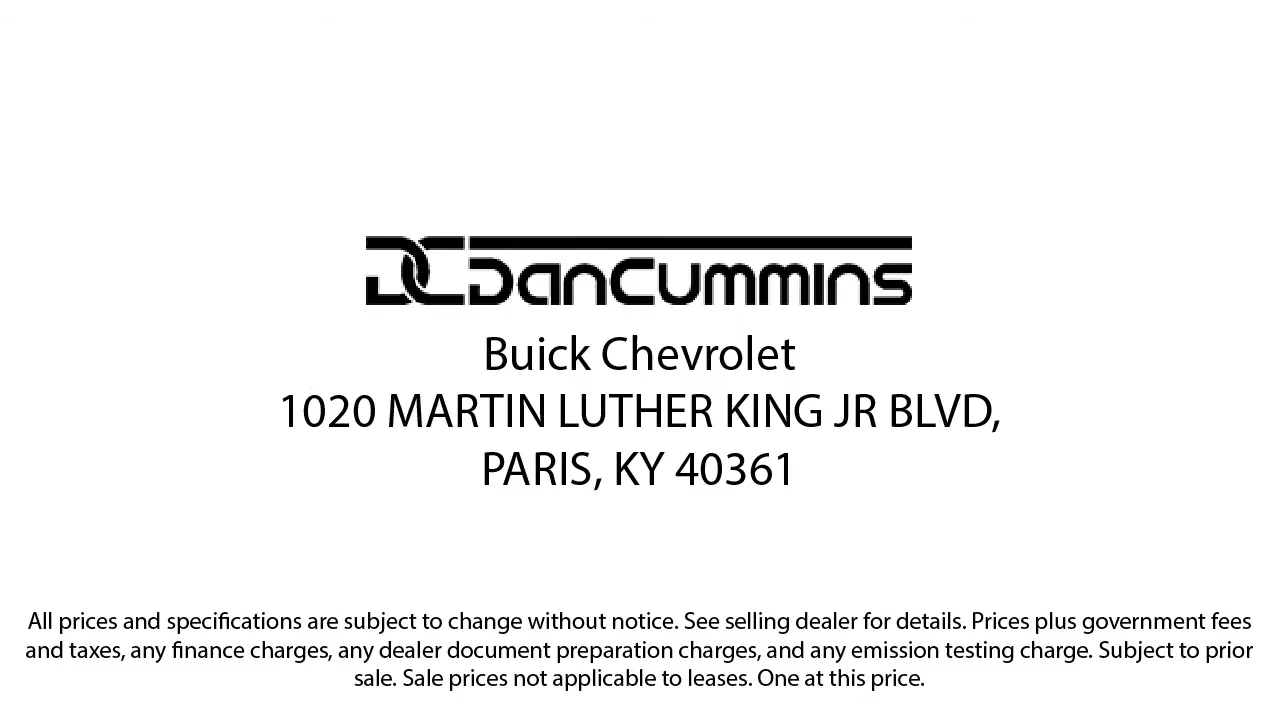 DC DanCummins
Buick Chevrolet
1020 MARTIN LUTHER KING JR BLVD,
PARIS, KY 40361
All prices and specifications are subject to change without notice. See selling dealer for details. Prices plus government fees
and taxes, any finance charges, any dealer document preparation charges, and any emission testing charge. Subject to prior
sale. Sale prices not applicable to leases. One at this price.